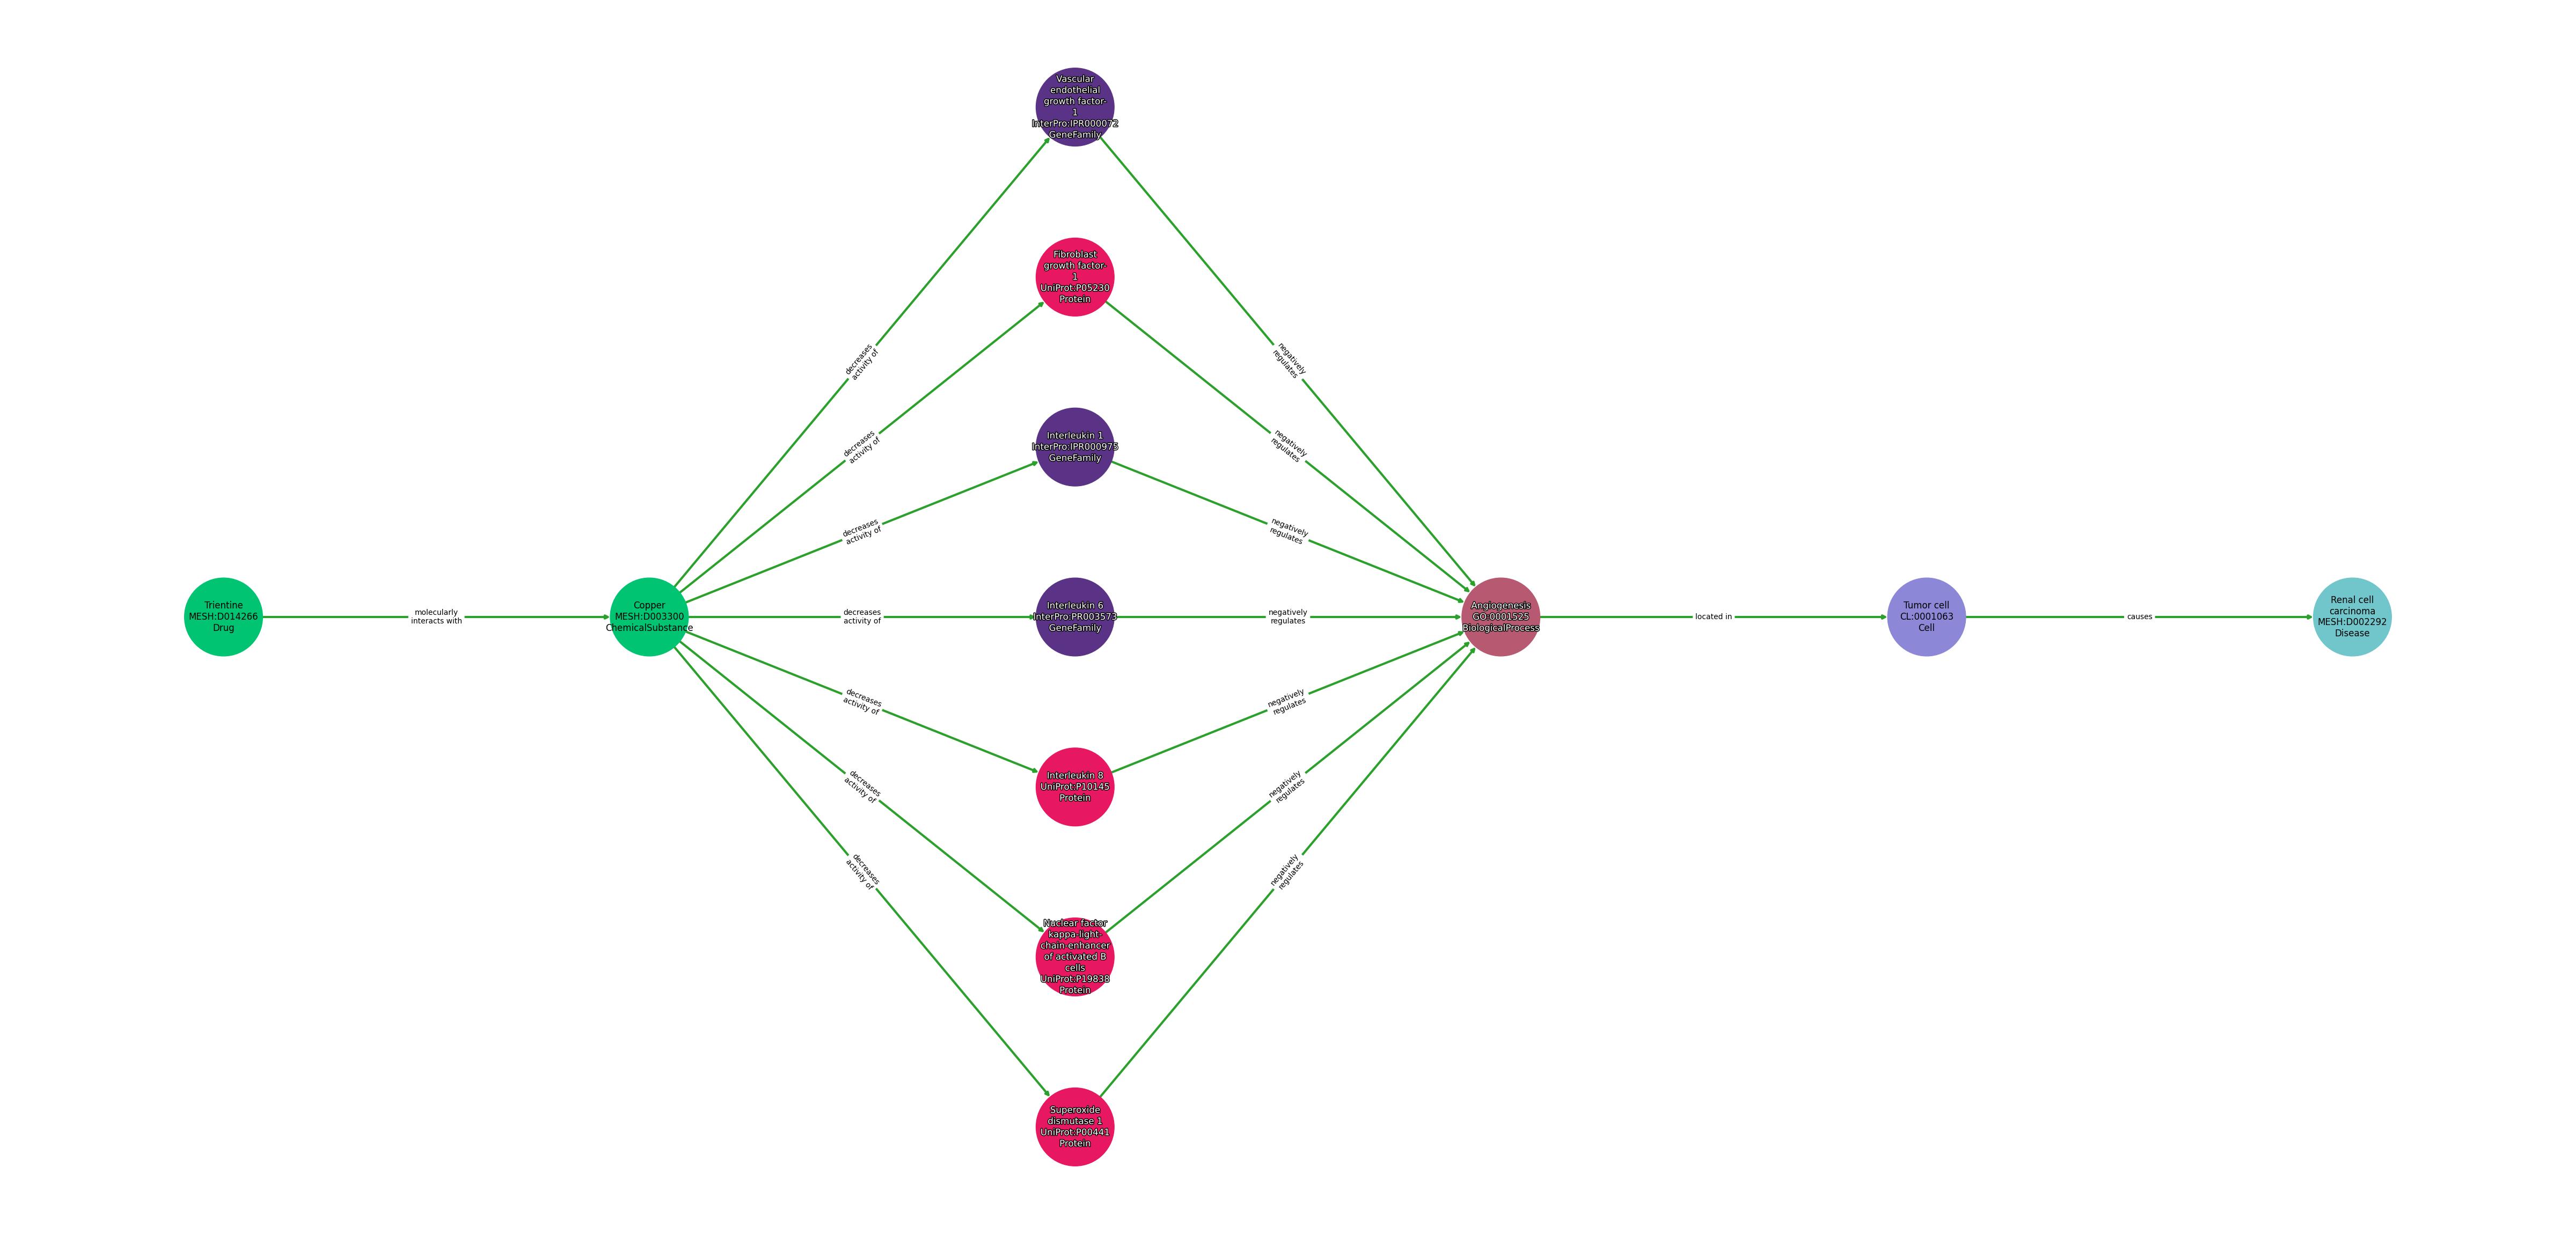 Vascular
endothelial
growth factor-
1
InterPro:IPR000072
GeneFamily
Fibroblast
growth factor-
1
UniProt:P05230
Protein
decreases
activity of
negatively
regulates
decreases
activity of
negatively
regulates
Interleukin 1
InterPro:IPR000975
GeneFamily
decreases
activity of
negatively
regulates
Trientine
MESH:D014266
Drug
molecularly
interacts with
Copper
MESH:D003300
ChemicalSubstance
decreases
activity of
Interleukin 6
InterPro:PR003573
GeneFamily
negatively
regulates
Angiogenesis
GO:0001525
BiologicalProcess
located in
Tumor cell
CL:0001063
Cell
causes
Renal cell
carcinoma
MESH:D002292
Disease
decreases
activity of
negatively
regulates
Interleukin 8
UniProt:P10145
Protein
decreases
activity of
negatively
regulates
decreases
activity of
negatively
regulates
Nuclear factor
kappa-light-
chain-enhancer
of activated B
cells
UniProt:P19838
Protein
Superoxide
dismutase 1
UniProt:P00441
Protein